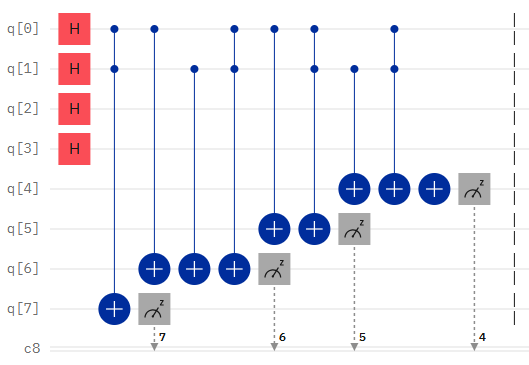 q[0] H
q[1] H
q[2] H
q[3] H
q[4] z
q[5] z
q[6] z
q[7] z
7 6 5 4
c8